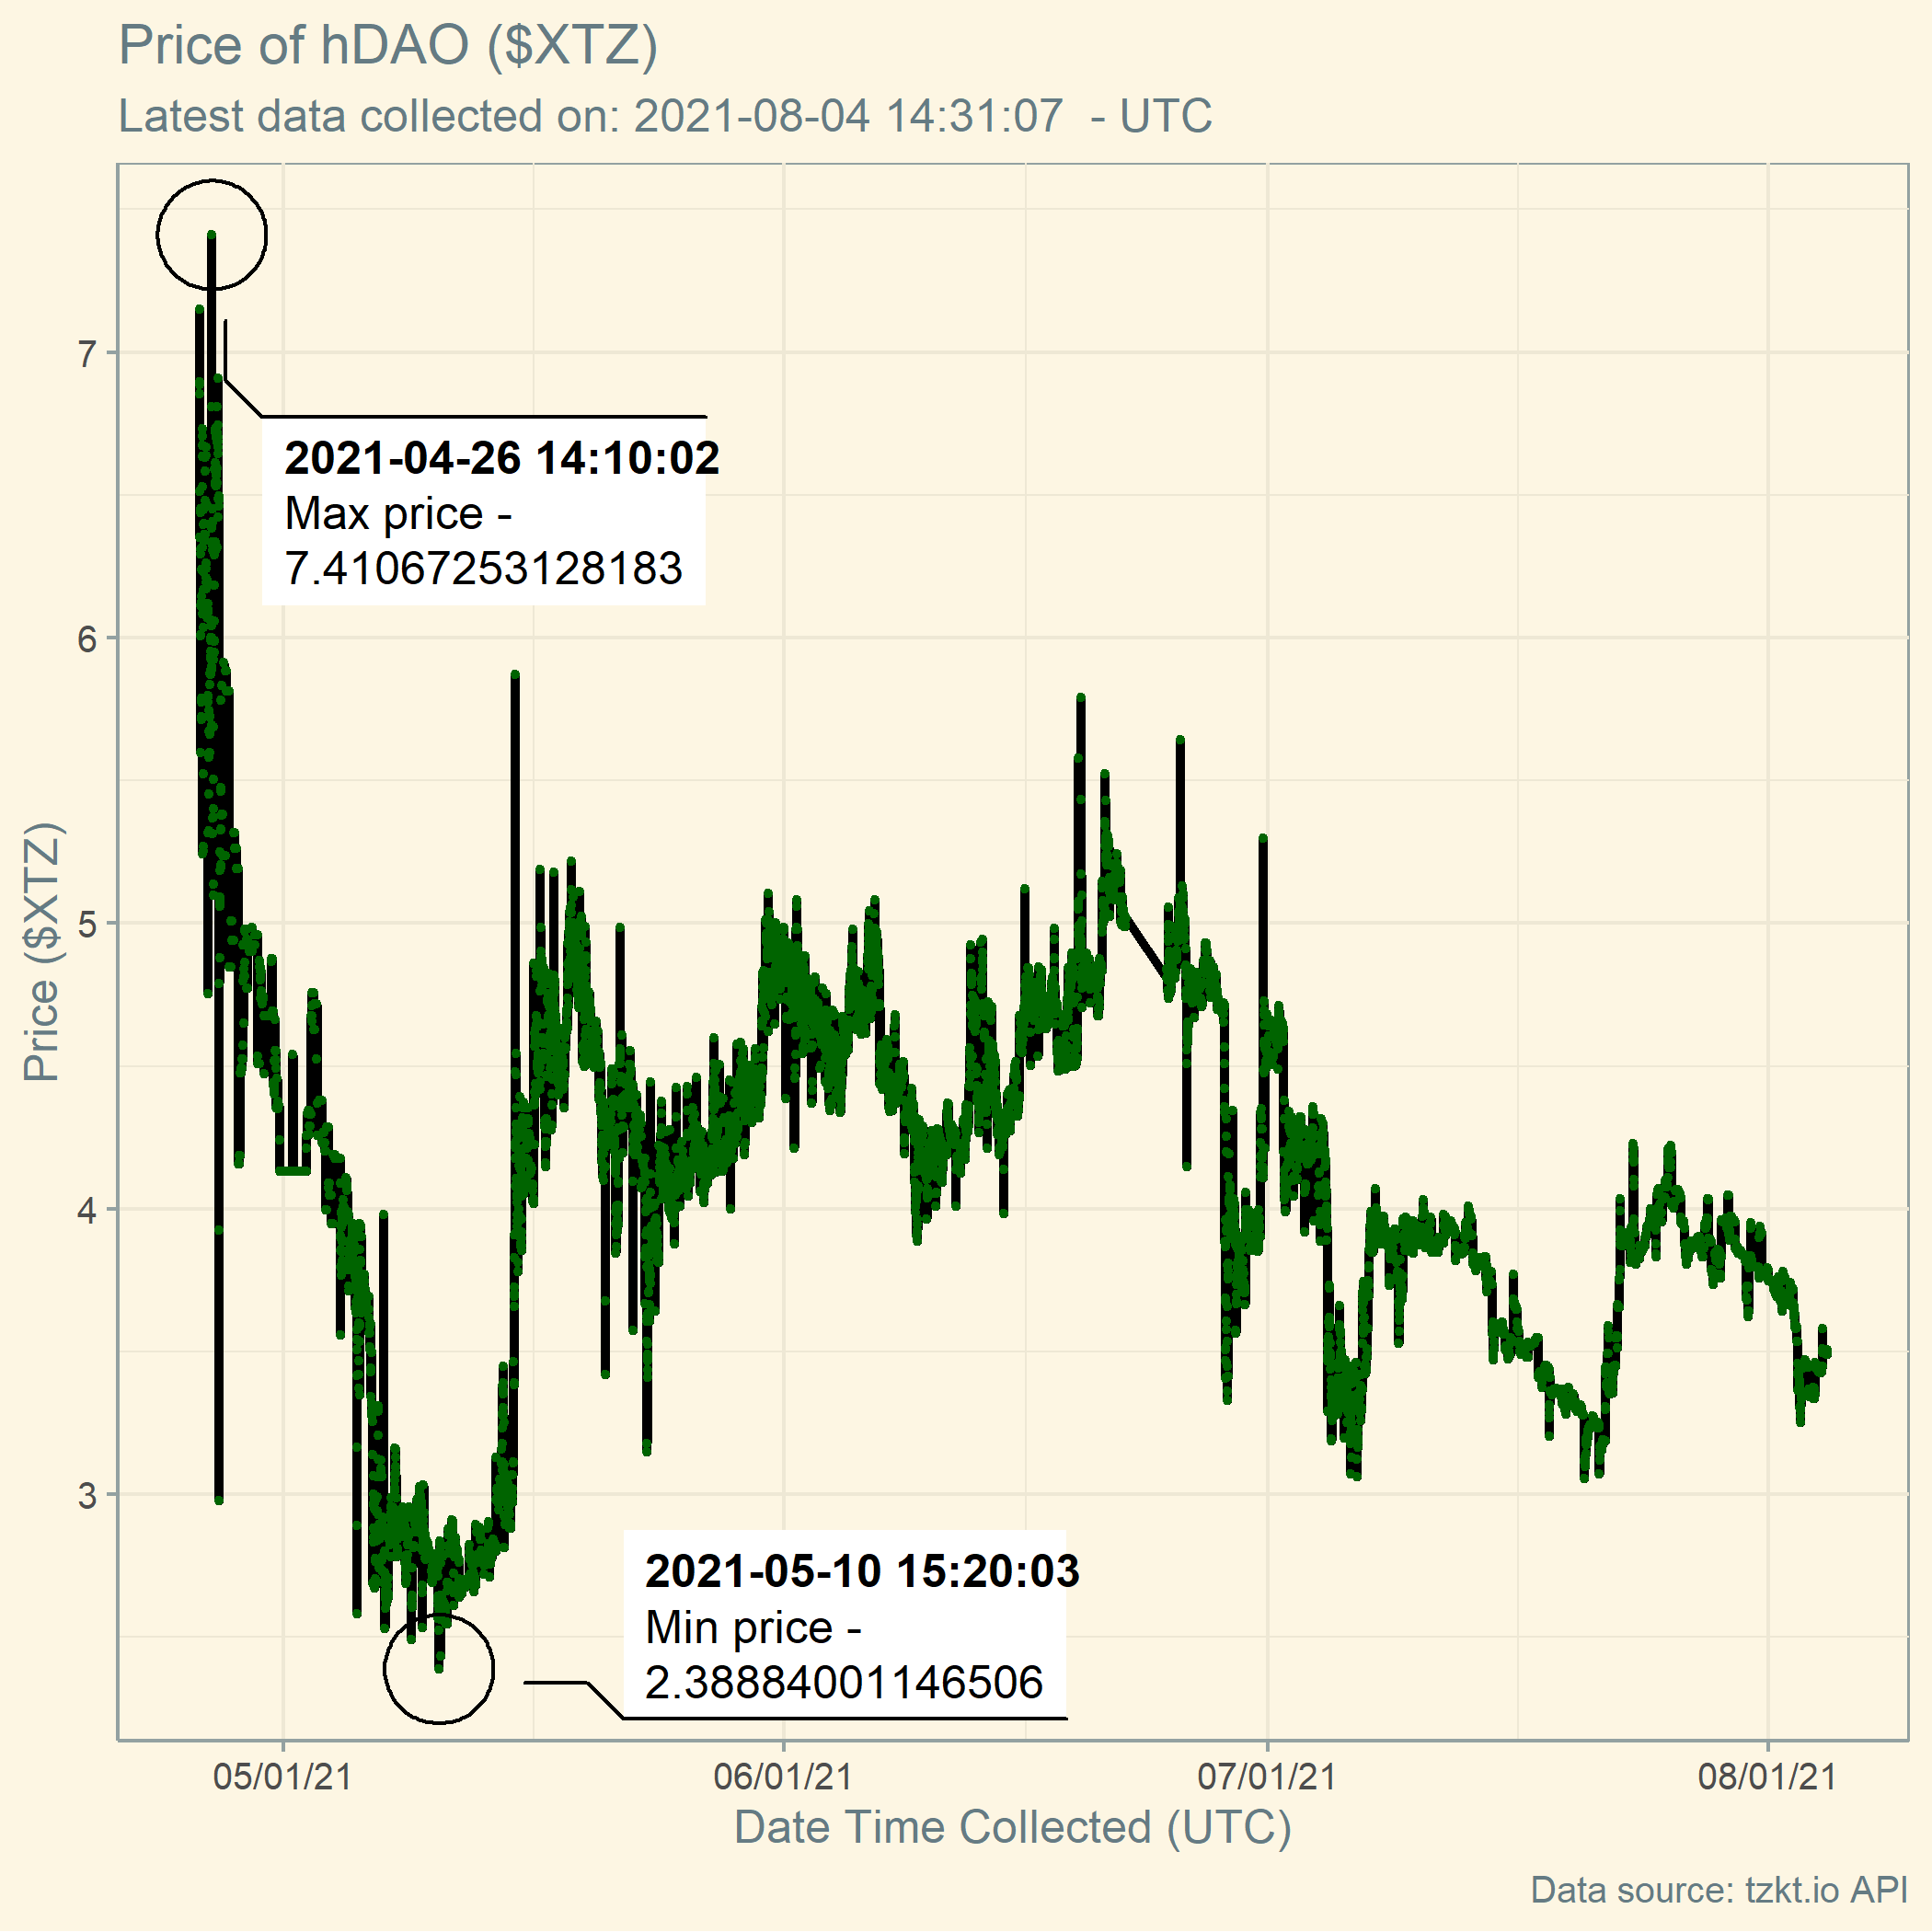 Price of hDAO ($XTZ)
Latest data collected on: 2021-08-04 14:31:07  - UTC
7
2021-04-26 14:10:02
Max price -
7.41067253128183
6
5
Price ($XTZ)
4
3
2021-05-10 15:20:03
Min price -
2.38884001146506
05/01/21
06/01/21
07/01/21
08/01/21
Date Time Collected (UTC)
Data source: tzkt.io API